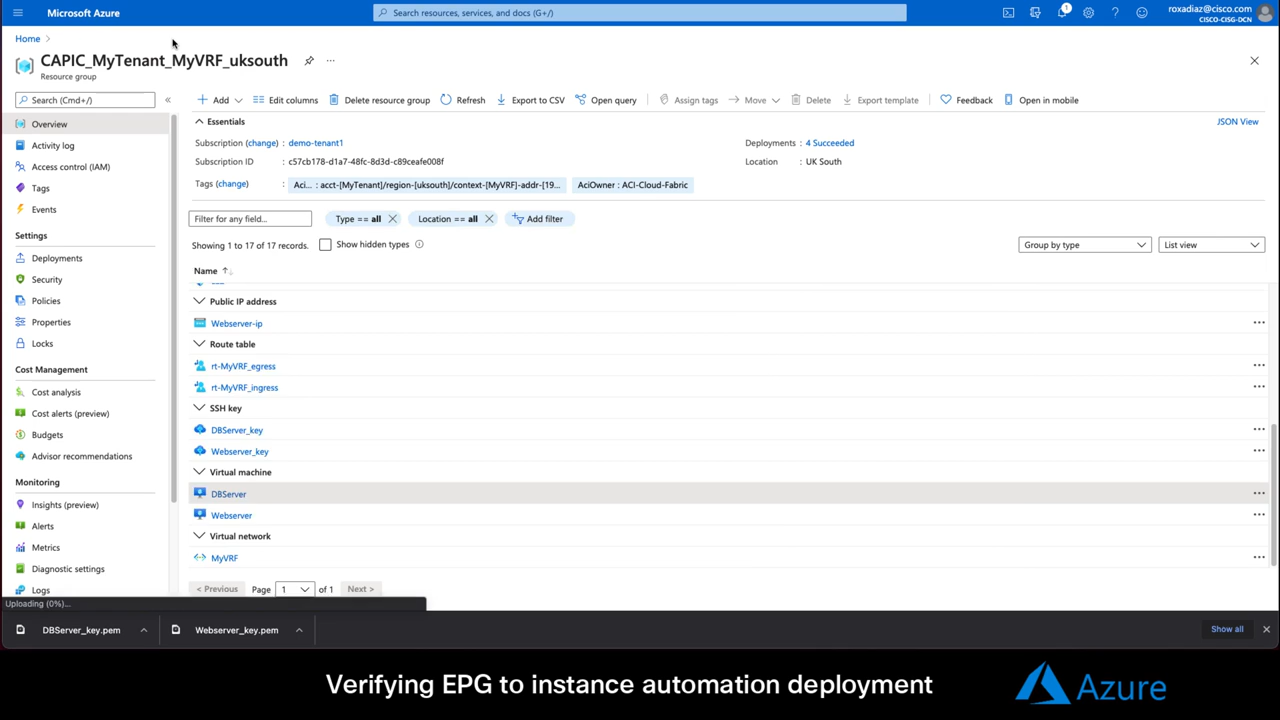 Microsoft Azure
Search resources, services, and docs (G+/)
1
roxadiaz@cisco.com
CISCO-CISG-DCN
Home >
CAPIC_MyTenant_MyVRF_uksouth
Resource group
Search (Cmd+/)
Add
Edit columns
Delete resource group
Refresh
Export to CSV
Open query
Assign tags
Move
Delete
Export template
Feedback
Open in mobile
Overview
Activity log
Access control (IAM)
Tags
Events
Settings
Deployments
Security
Policies
Properties
Locks
Cost Management
Cost analysis
Cost alerts (preview)
Budgets
Advisor recommendations
Monitoring
Insights (preview)
Alerts
Metrics
Diagnostic settings
Logs
Essentials
JSON View
Subscription (change) : demo-tenant1
Deployments : 4 Succeeded
Subscription ID : c57cb178-d1a7-48fc-8d3d-c89ceafe008f
Location : UK South
Tags (change) : Aci... : acct-[MyTenant]/region-[uksouth]/context-[MyVRF]-addr-[19... AciOwner : ACI-Cloud-Fabric
Filter for any field...
Type == all
Location == all
Add filter
Showing 1 to 17 of 17 records.
Show hidden types
Group by type
List view
Name
Public IP address
Webserver-ip
Route table
rt-MyVRF_egress
rt-MyVRF_ingress
SSH key
DBServer_key
Webserver_key
Virtual machine
DBServer
Webserver
Virtual network
MyVRF
< Previous Page 1 of 1 Next >
Uploading (0%)...
DBServer_key.pem
Webserver_key.pem
Show all
Verifying EPG to instance automation deployment
Azure